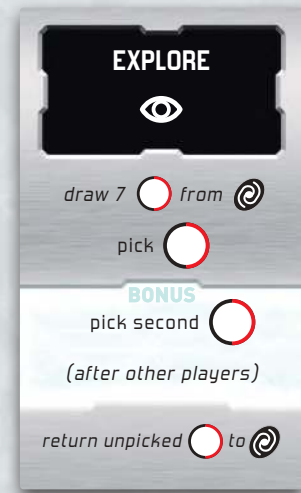 EXPLORE
draw 7 from
pick
BONUS
pick second
(after other players)
return unpicked to